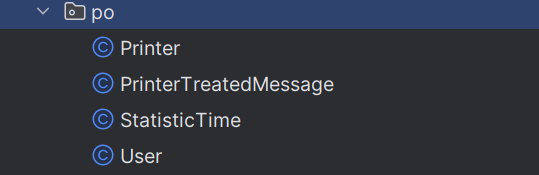 po
Printer
PrinterTreatedMessage
StatisticTime
User